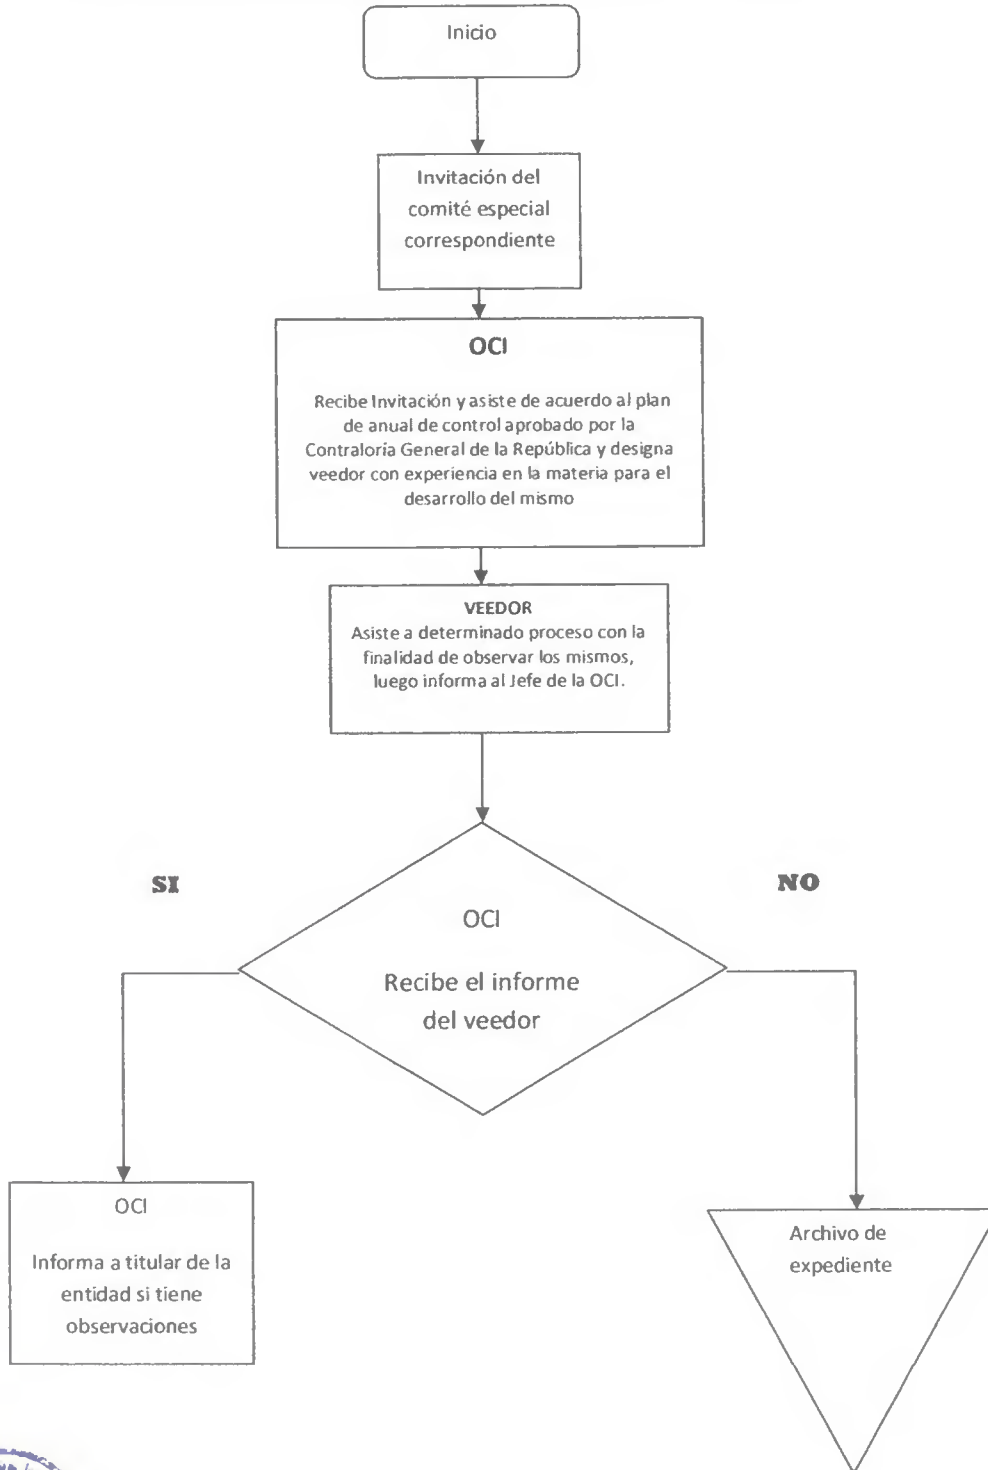 Inicio
Invitación del
comité especial
correspondiente
OCI
Recibe Invitación y asiste de acuerdo al plan
de anual de control aprobado por la
Contraloría General de la República y designa
veedor con experiencia en la materia para el
desarrollo del mismo
VEEDOR
Asiste a determinado proceso con la
finalidad de observar los mismos,
luego informa al Jefe de la OCI.
SI
NO
OCI
Recibe el informe
del veedor
OCI
Informa a titular de la
entidad si tiene
observaciones
Archivo de
expediente